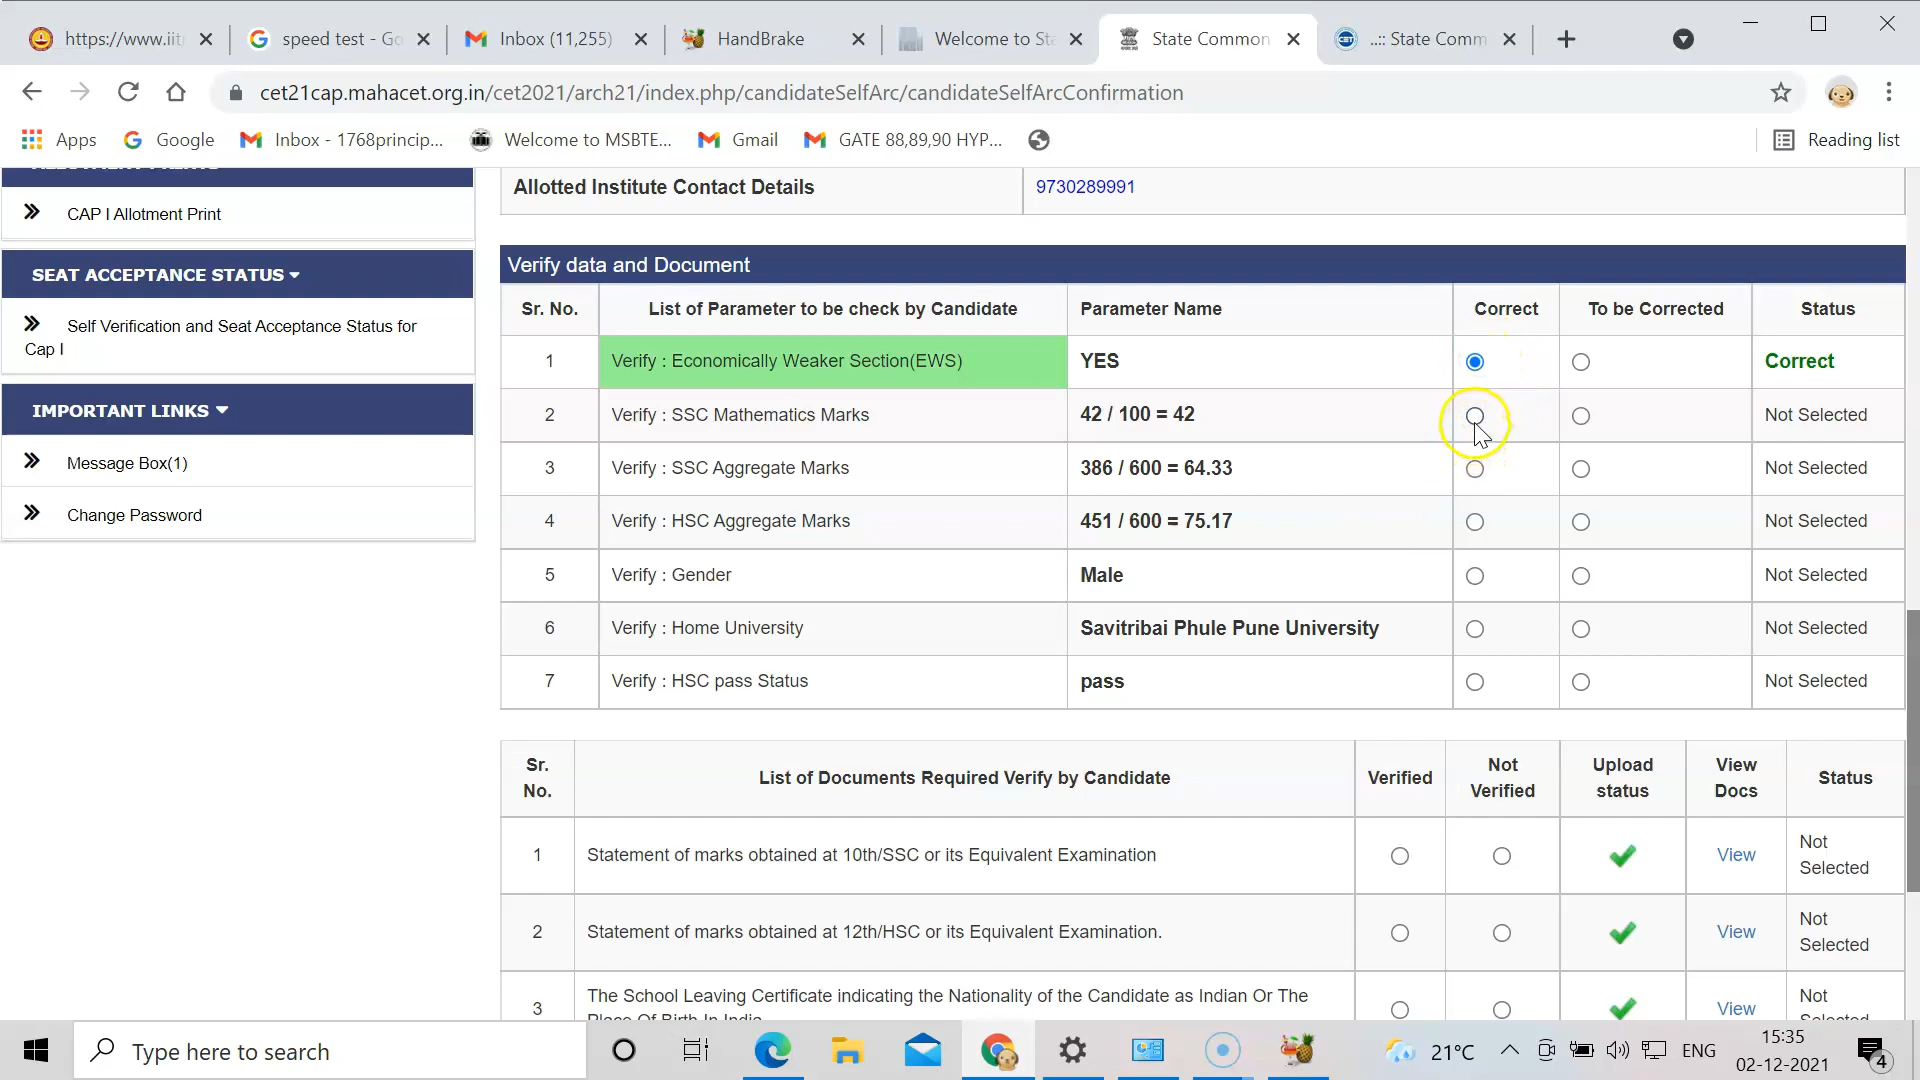 https://www.iit
speed test - Go
Inbox (11,255)
HandBrake
Welcome to Sta
State Common
..:: State Comm
cet21cap.mahacet.org.in/cet2021/arch21/index.php/candidateSelfArc/candidateSelfArcConfirmation
Apps
Google
Inbox - 1768princip...
Welcome to MSBTE...
Gmail
GATE 88,89,90 HYP...
Reading list
CAP I Allotment Print
SEAT ACCEPTANCE STATUS
Self Verification and Seat Acceptance Status for
Cap I
IMPORTANT LINKS
Message Box(1)
Change Password
Allotted Institute Contact Details 9730289991
Verify data and Document
Sr. No. List of Parameter to be check by Candidate Parameter Name Correct To be Corrected Status
1 Verify : Economically Weaker Section(EWS) YES Correct
2 Verify : SSC Mathematics Marks 42 / 100 = 42 Not Selected
3 Verify : SSC Aggregate Marks 386 / 600 = 64.33 Not Selected
4 Verify : HSC Aggregate Marks 451 / 600 = 75.17 Not Selected
5 Verify : Gender Male Not Selected
6 Verify : Home University Savitribai Phule Pune University Not Selected
7 Verify : HSC pass Status pass Not Selected
Sr. No. List of Documents Required Verify by Candidate Verified Not Verified Upload status View Docs Status
1 Statement of marks obtained at 10th/SSC or its Equivalent Examination View Not Selected
2 Statement of marks obtained at 12th/HSC or its Equivalent Examination. View Not Selected
3 The School Leaving Certificate indicating the Nationality of the Candidate as Indian Or The View Not
Place Of Birth In India
Type here to search
21°C
ENG
15:35
02-12-2021
4